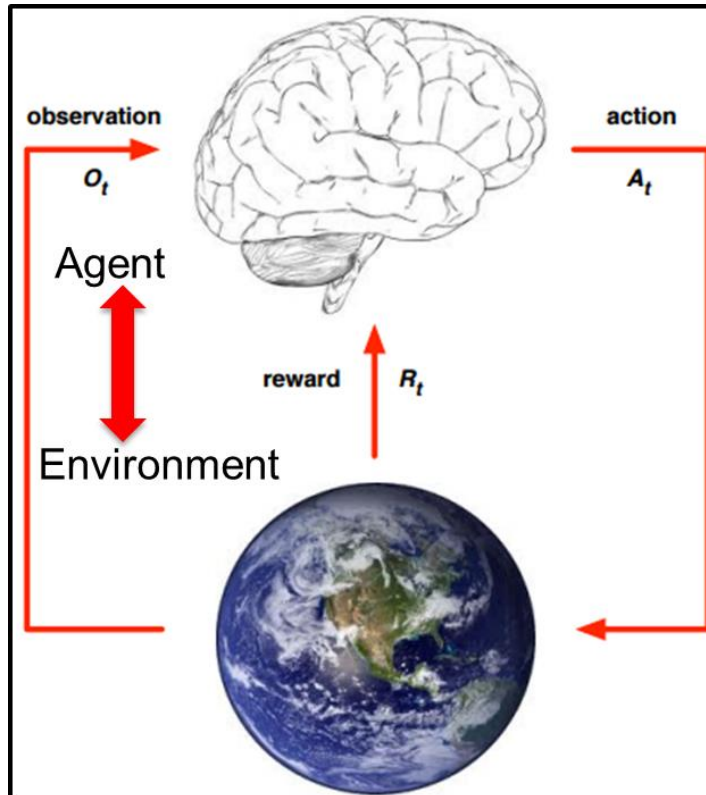 observation
action
O_t
A_t
Agent
reward
R_t
Environment